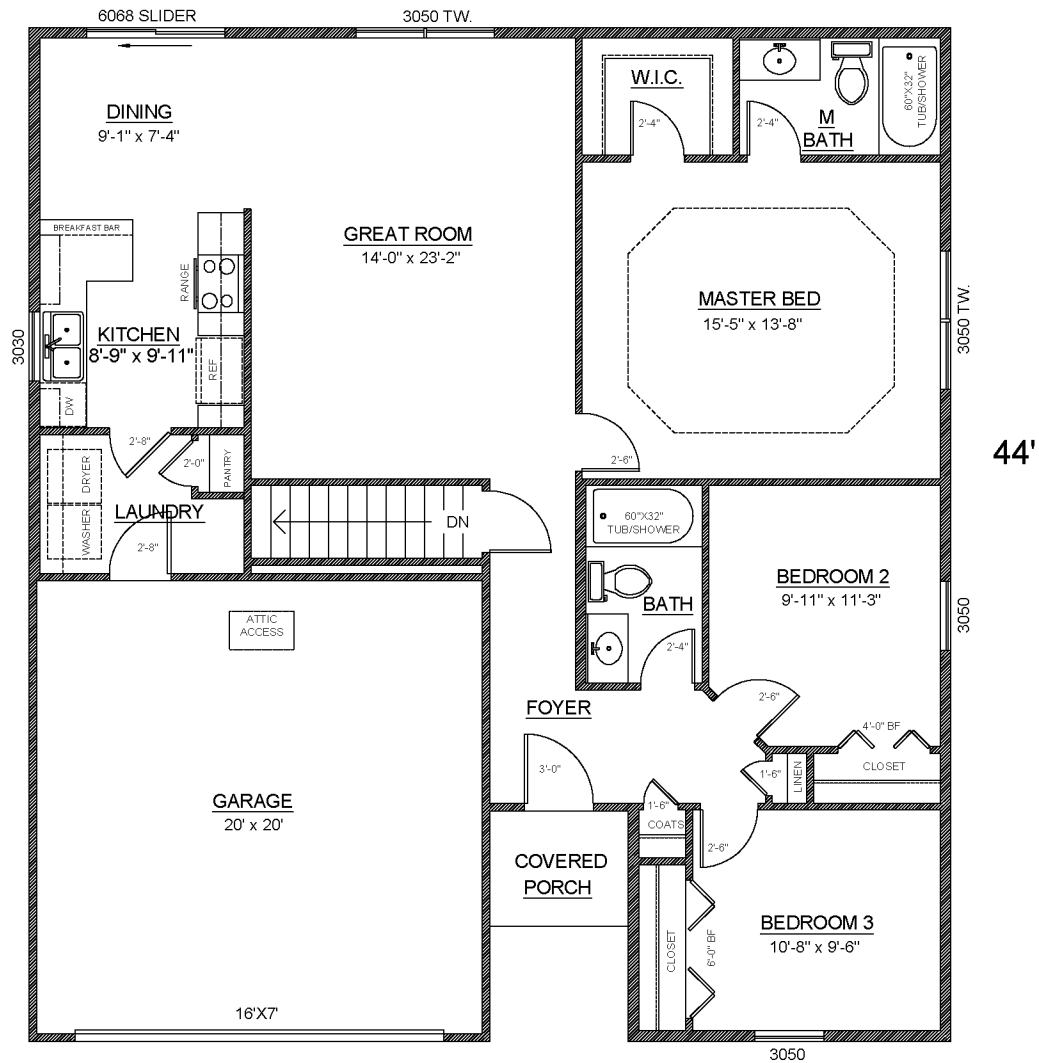 6068 SLIDER
3050 TW.
DINING
9'-1" x 7'-4"
W.I.C.
2'-4"
2'-4"
M
BATH
60"X32"
TUB/SHOWER
BREAKFAST BAR
GREAT ROOM
14'-0" x 23'-2"
RANGE
MASTER BED
15'-5" x 13'-8"
3050 TW.
3030
KITCHEN
8'-9" x 9'-11"
REF
DW
44'
2'-8"
2'-0"
PANTRY
2'-6"
DRYER
LAUNDRY
WASHER
2'-8"
DN
60"X32"
TUB/SHOWER
BATH
2'-4"
BEDROOM 2
9'-11" x 11'-3"
3050
ATTIC
ACCESS
FOYER
2'-6"
4'-0" BF
CLOSET
3'-0"
1'-6"
LINEN
GARAGE
20' x 20'
1'-6"
COATS
2'-6"
COVERED
PORCH
BEDROOM 3
10'-8" x 9'-6"
CLOSET
6'-0" BF
16'X7'
3050